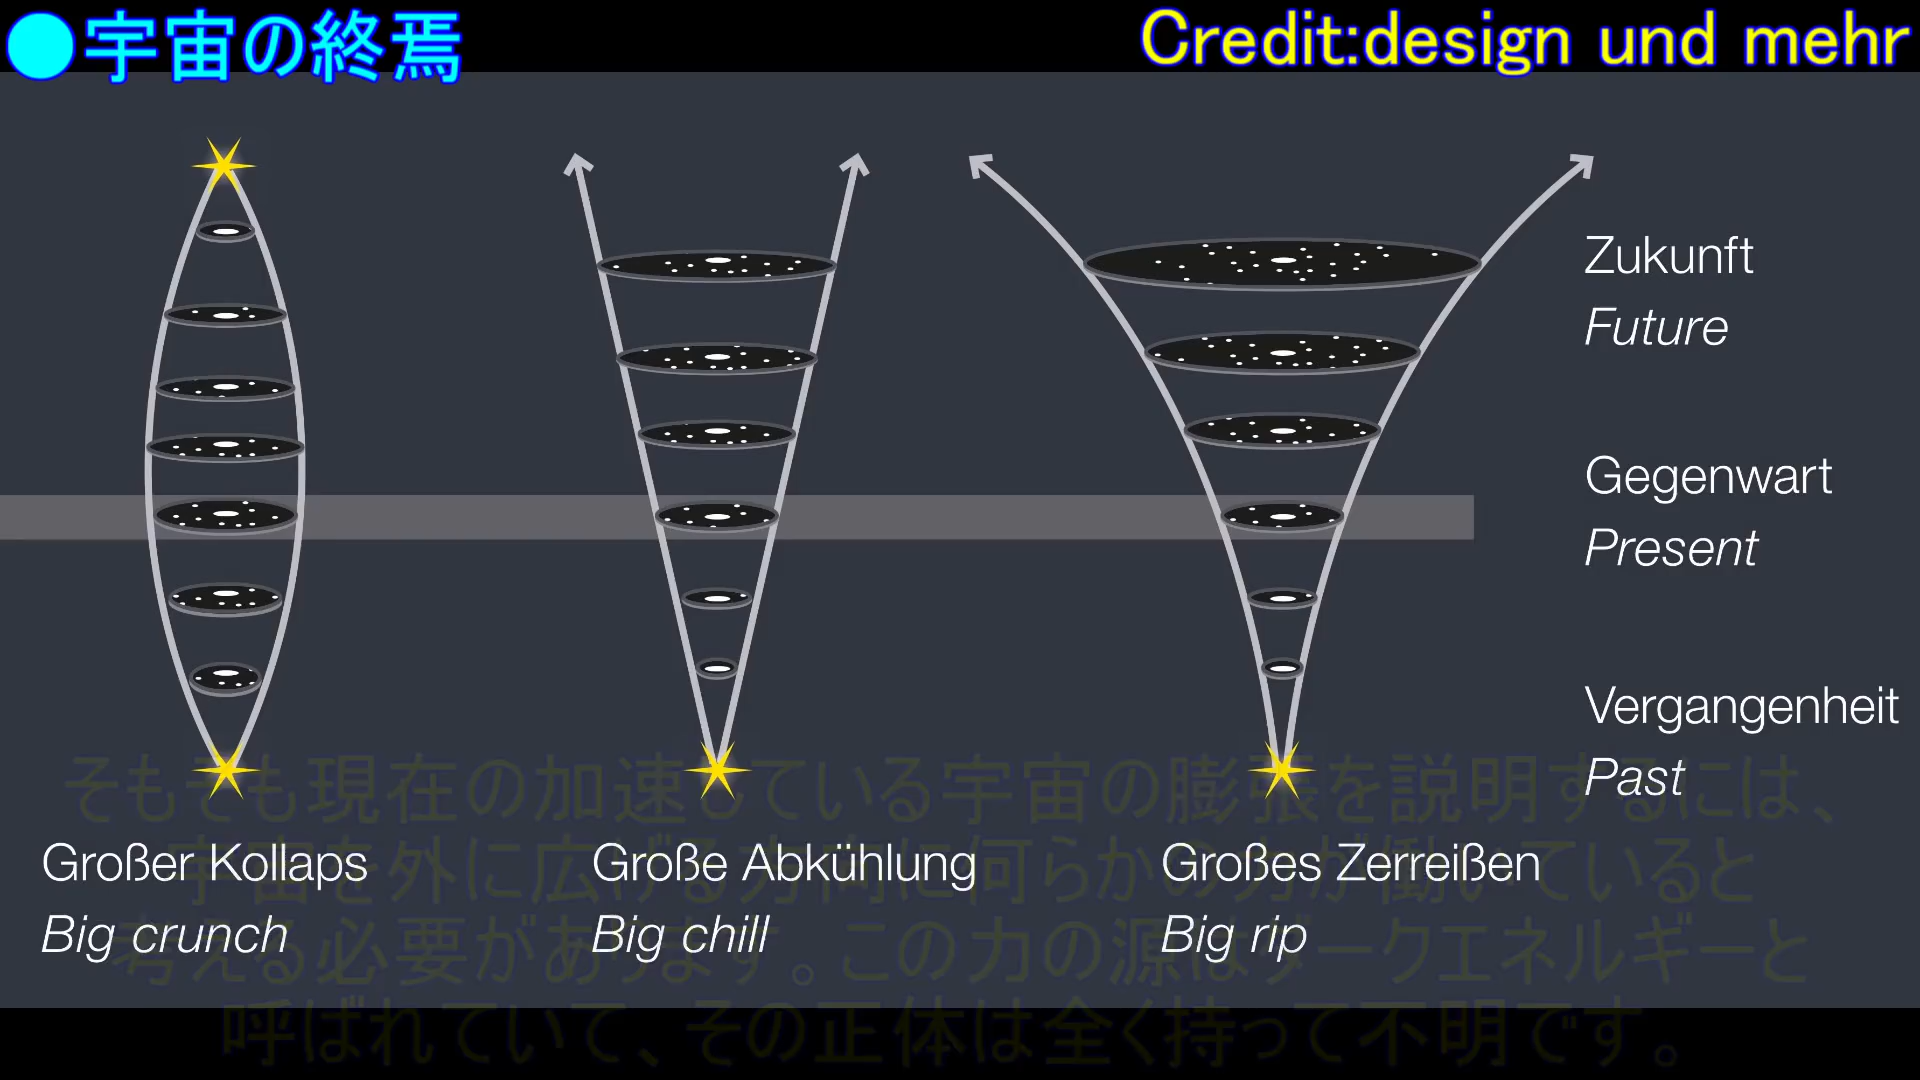 ●宇宙の終焉
Credit:design und mehr
Zukunft
Future
Gegenwart
Present
Vergangenheit
Past
Großer Kollaps
Big crunch
Große Abkühlung
Big chill
Großes Zerreißen
Big rip
そもそも現在の加速している宇宙の膨張を説明するには、
宇宙を外に広げる方向に何らかの力が働いていると
考える必要があります。この力の源はダークエネルギーと
呼ばれていて、その正体は全く持って不明です。